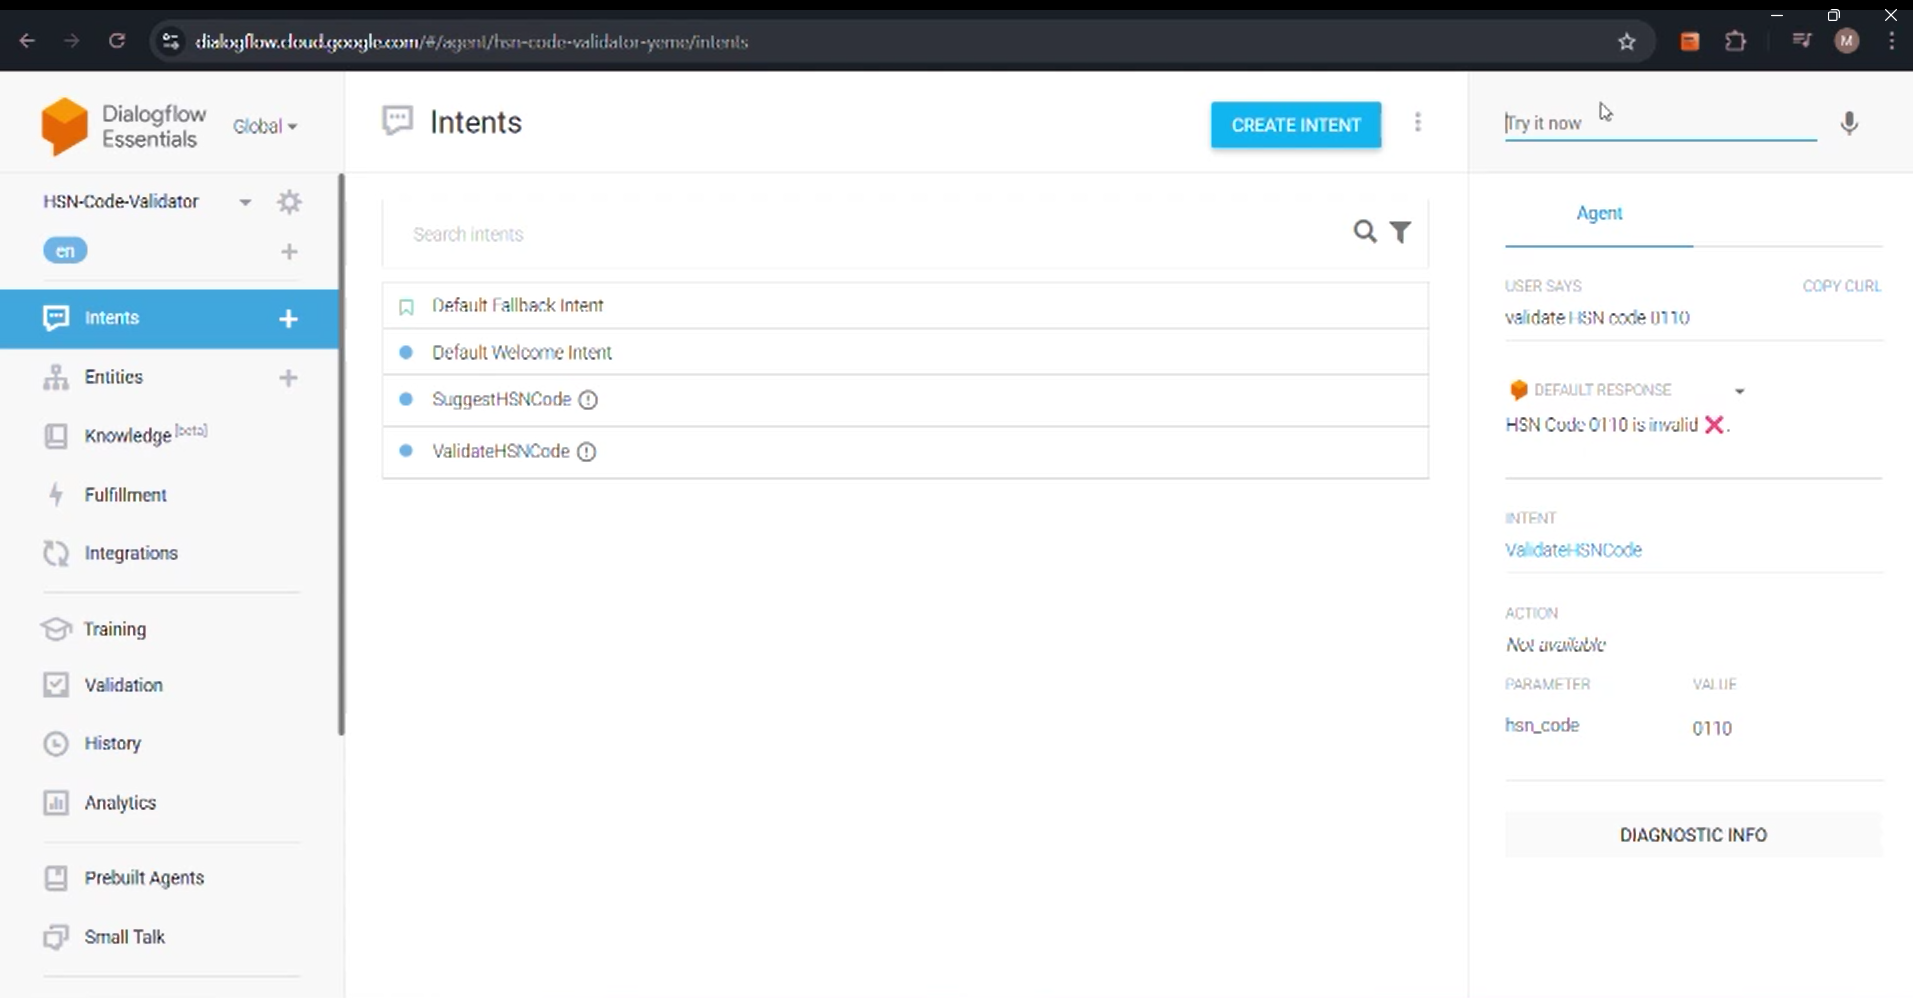 dialogflow.cloud.google.com/#/agent/hsn-code-validator-yeme/intents
M
Dialogflow
Essentials
Global
HSN-Code-Validator
en
Intents
Entities
Knowledge [beta]
Fulfillment
Integrations
Training
Validation
History
Analytics
Prebuilt Agents
Small Talk
Intents
CREATE INTENT
Search intents
Default Fallback Intent
Default Welcome Intent
SuggestHSNCode
ValidateHSNCode
Try it now
Agent
USER SAYS COPY CURL
validate HSN code 0110
DEFAULT RESPONSE
HSN Code 0110 is invalid ❌.
INTENT
ValidateHSNCode
ACTION
Not available
PARAMETER VALUE
hsn_code 0110
DIAGNOSTIC INFO